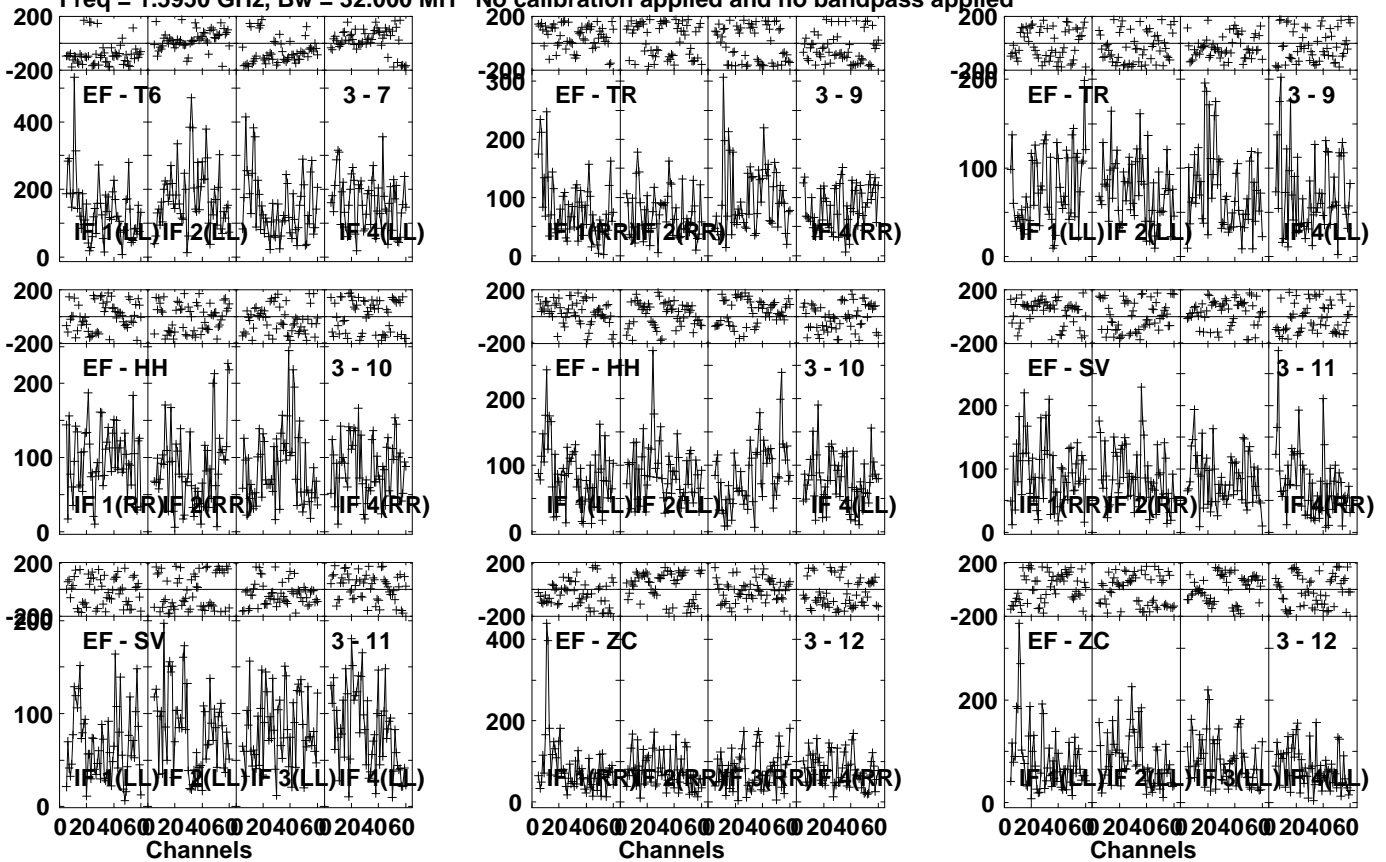 Freq = 1.5950 GHz, Bw = 32.000 MH No calibration applied and no bandpass applied
200
-200
EF - T6
3 - 7
400
200
0
IF 1(LL)
IF 2(LL)
IF 4(LL)
200
-200
300
EF - TR
3 - 9
200
100
0
IF 1(RR)
IF 2(RR)
IF 4(RR)
200
-200
200
EF - TR
3 - 9
100
0
IF 1(LL)
IF 2(LL)
IF 4(LL)
200
-200
EF - HH
3 - 10
200
100
0
IF 1(RR)
IF 2(RR)
IF 4(RR)
200
-200
EF - HH
3 - 10
200
100
0
IF 1(LL)
IF 2(LL)
IF 4(LL)
200
-200
EF - SV
3 - 11
200
100
0
IF 1(RR)
IF 2(RR)
IF 4(RR)
200
-200
200
EF - SV
3 - 11
100
0
IF 1(LL)
IF 2(LL)
IF 3(LL)
IF 4(LL)
0 20 40 60 0 20 40 60 0 20 40 60 0 20 40 60
Channels
200
-200
EF - ZC
3 - 12
400
200
0
IF 1(RR)
IF 2(RR)
IF 3(RR)
IF 4(RR)
0 20 40 60 0 20 40 60 0 20 40 60 0 20 40 60
Channels
200
-200
EF - ZC
3 - 12
200
0
IF 1(LL)
IF 2(LL)
IF 3(LL)
IF 4(LL)
0 20 40 60 0 20 40 60 0 20 40 60 0 20 40 60
Channels